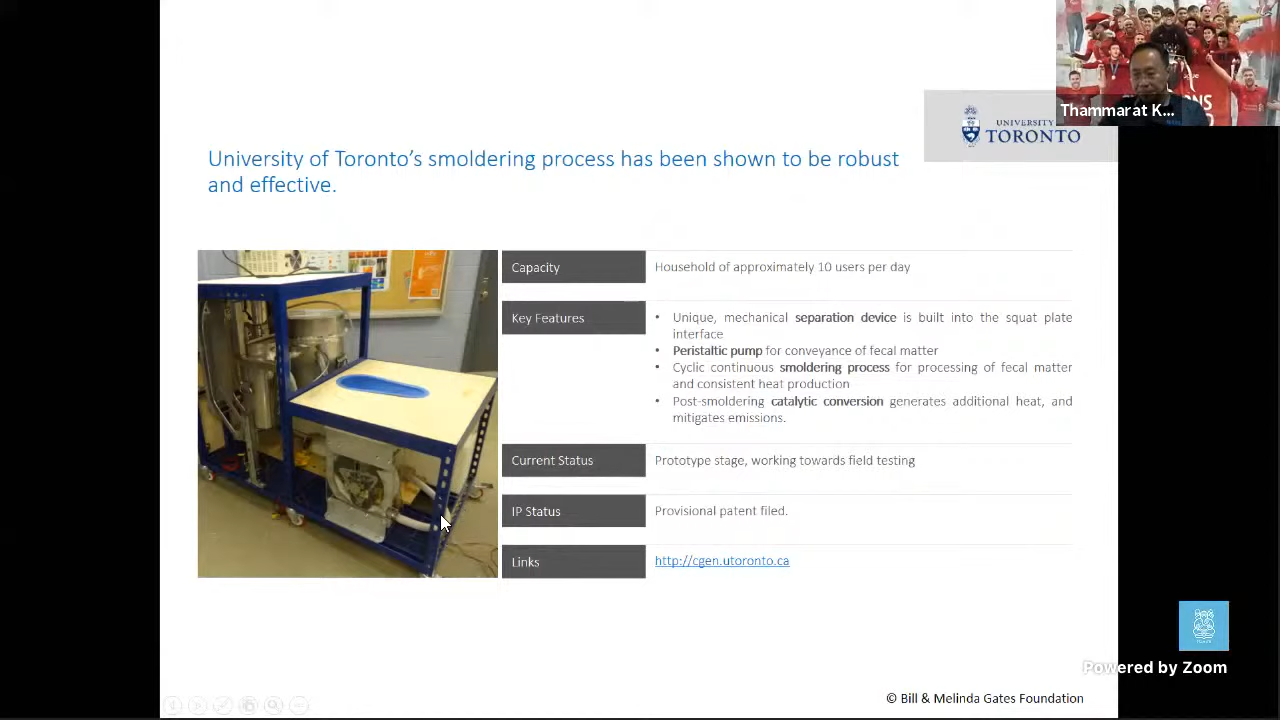 Thammarat K...
UNIVERSITY OF
TORONTO
University of Toronto's smoldering process has been shown to be robust
and effective.
Capacity
Household of approximately 10 users per day
Key Features
• Unique, mechanical separation device is built into the squat plate
interface
• Peristaltic pump for conveyance of fecal matter
• Cyclic continuous smoldering process for processing of fecal matter
and consistent heat production
• Post-smoldering catalytic conversion generates additional heat, and
mitigates emissions.
Current Status
Prototype stage, working towards field testing
IP Status
Provisional patent filed.
Links
http://cgen.utoronto.ca
Powered by Zoom
© Bill & Melinda Gates Foundation